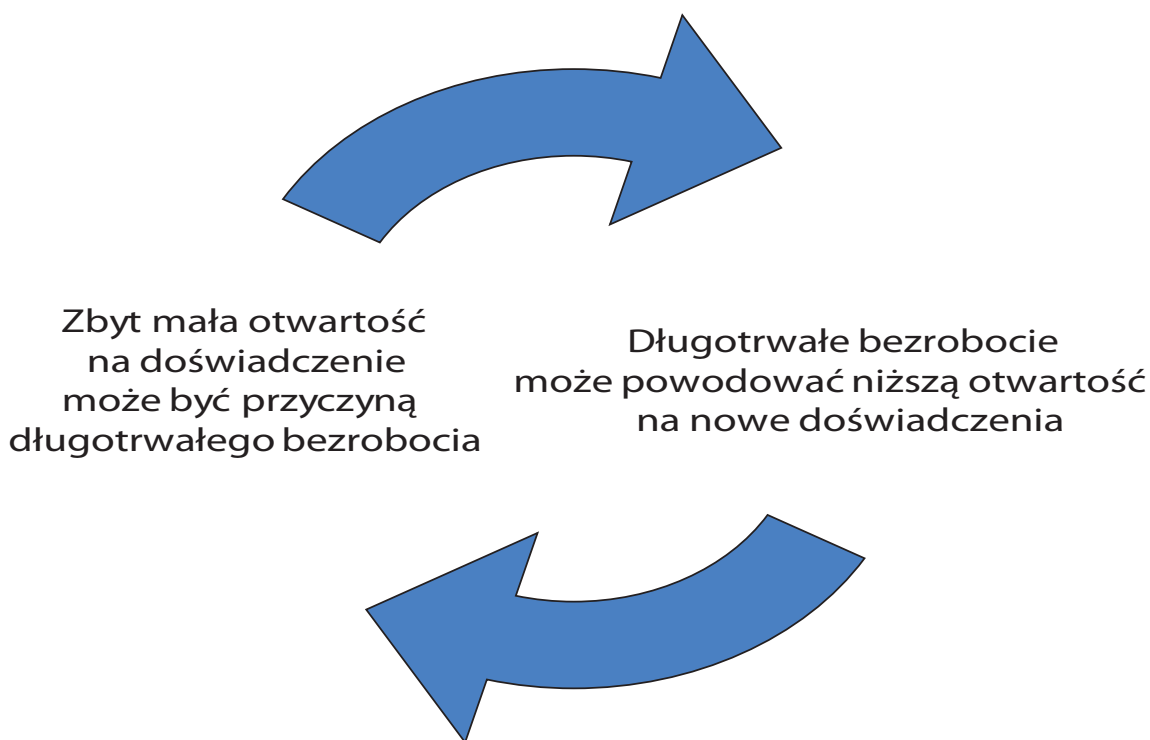 Zbyt mała otwartość
na doświadczenie
może być przyczyną
długotrwałego bezrobocia
Długotrwałe bezrobocie
może powodować niższą otwartość
na nowe doświadczenia